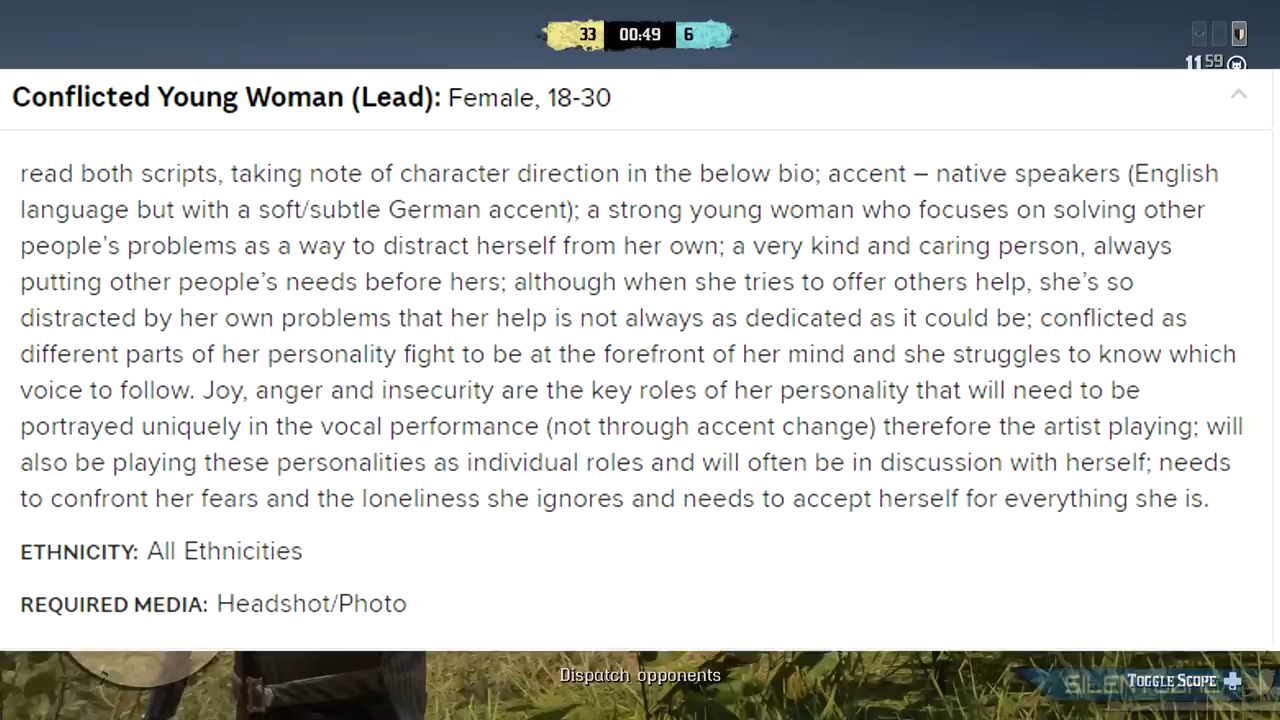 33 00:49 6
11 59
Conflicted Young Woman (Lead): Female, 18-30
read both scripts, taking note of character direction in the below bio; accent – native speakers (English
language but with a soft/subtle German accent); a strong young woman who focuses on solving other
people’s problems as a way to distract herself from her own; a very kind and caring person, always
putting other people’s needs before hers; although when she tries to offer others help, she’s so
distracted by her own problems that her help is not always as dedicated as it could be; conflicted as
different parts of her personality fight to be at the forefront of her mind and she struggles to know which
voice to follow. Joy, anger and insecurity are the key roles of her personality that will need to be
portrayed uniquely in the vocal performance (not through accent change) therefore the artist playing; will
also be playing these personalities as individual roles and will often be in discussion with herself; needs
to confront her fears and the loneliness she ignores and needs to accept herself for everything she is.
ETHNICITY: All Ethnicities
REQUIRED MEDIA: Headshot/Photo
Dispatch opponents
Toggle Scope